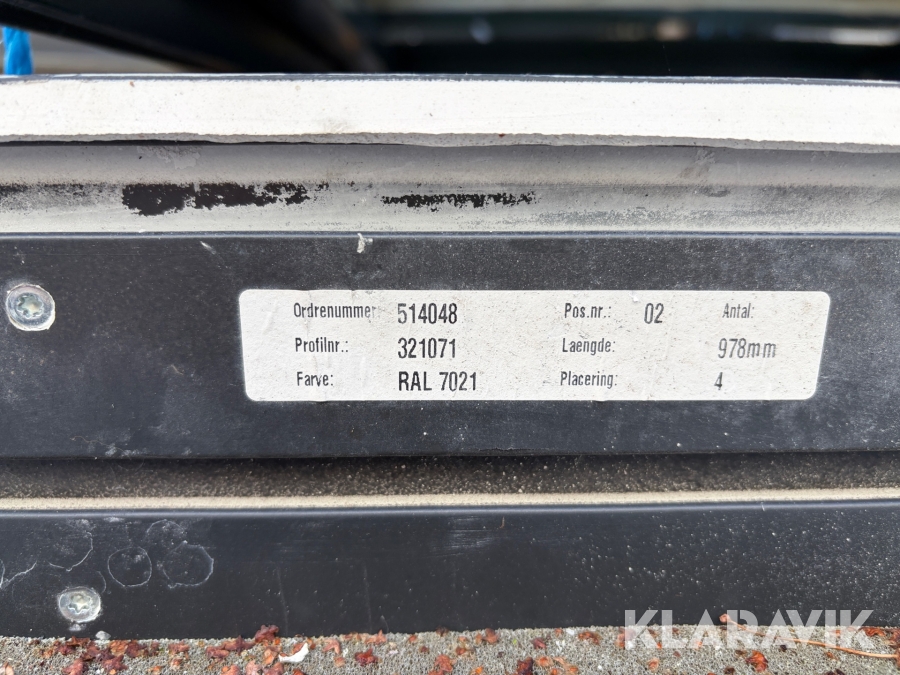 Ordrenummer 514048 Pos.nr.: 02 Antal:
Profilnr.: 321071 Laengde: 978mm
Farve: RAL 7021 Placering: 4
KLARAVIK